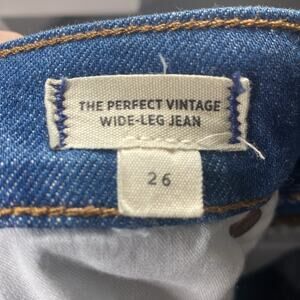 THE PERFECT VINTAGE
WIDE-LEG JEAN
26